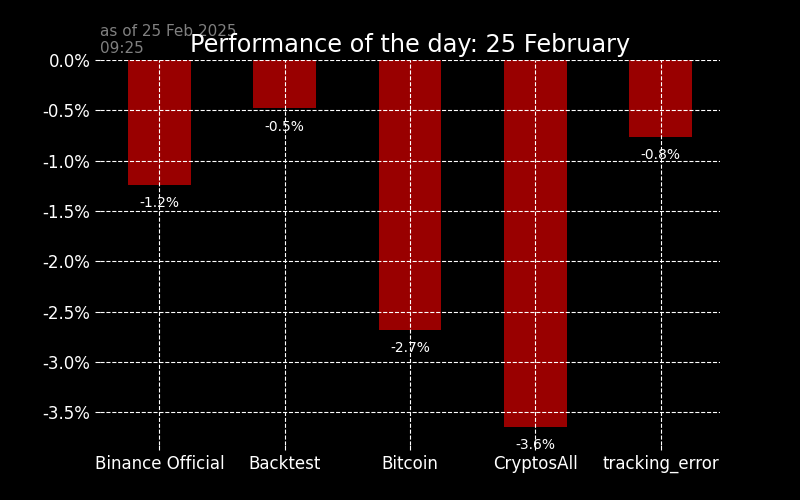 as of 25 Feb 2025
09:25
Performance of the day: 25 February
0.0%
-0.5%
-1.0%
-1.5%
-2.0%
-2.5%
-3.0%
-3.5%
-1.2%
-0.5%
-2.7%
-3.6%
-0.8%
Binance Official
Backtest
Bitcoin
CryptosAll
tracking_error